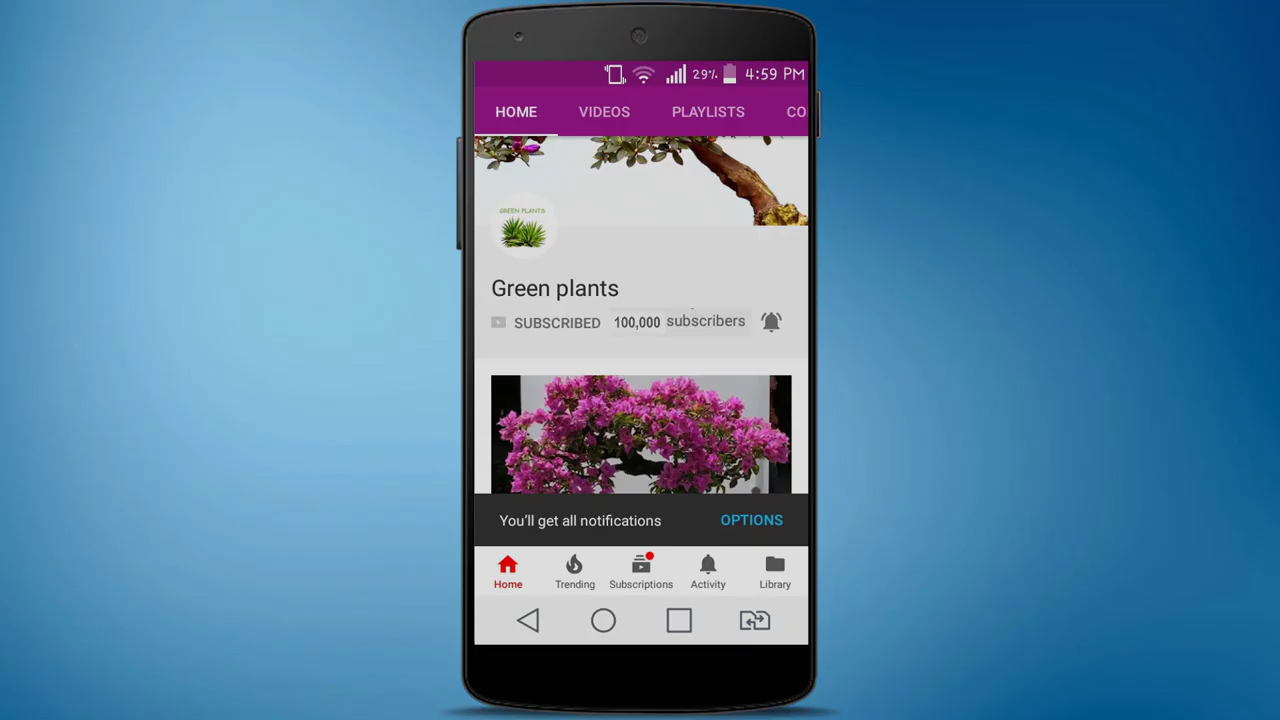 29% 4:59 PM
HOME VIDEOS PLAYLISTS CO
GREEN PLANTS
Green plants
SUBSCRIBED 100,000 subscribers
You'll get all notifications OPTIONS
Home Trending Subscriptions Activity Library